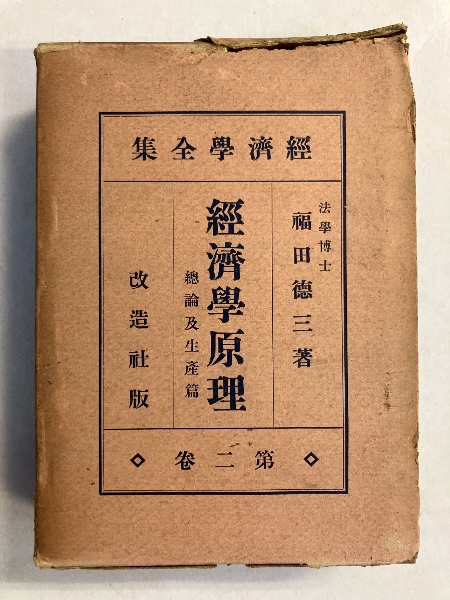 經濟學全集
法學博士
福田德三著
經濟學原理
總論及生產篇
改造社版
第二卷